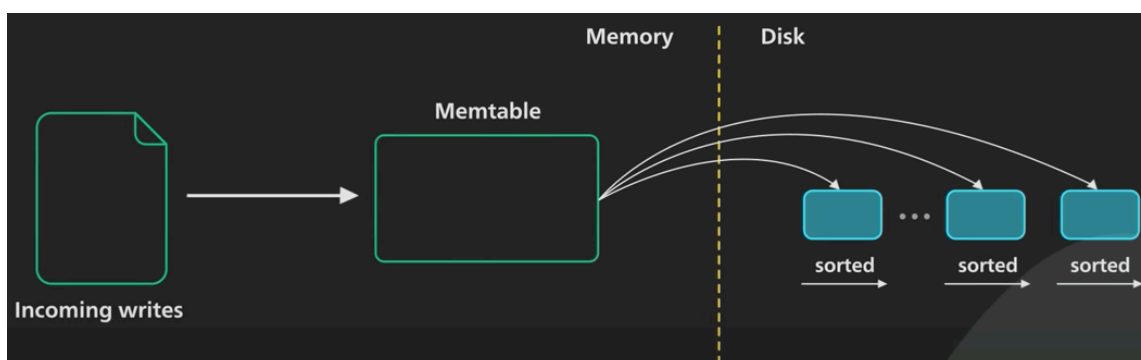 Memory
Disk
Memtable
Incoming writes
sorted
sorted
sorted